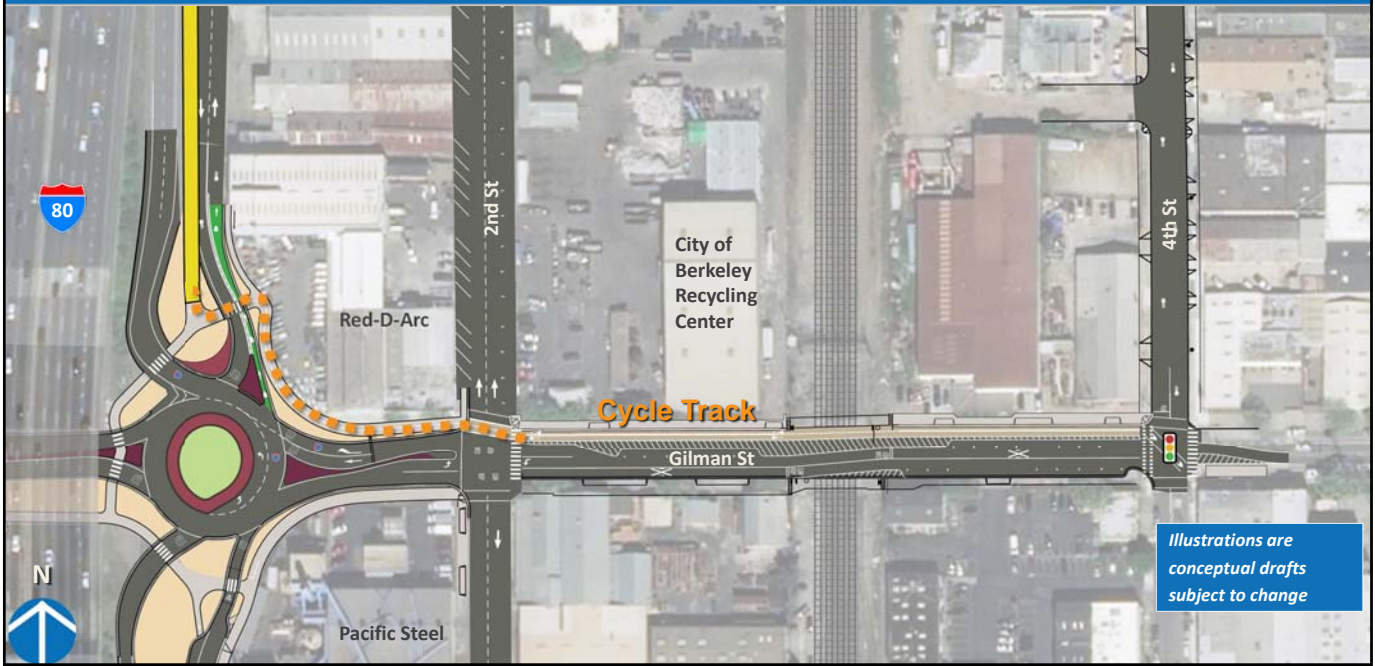 80
2nd St
City of
Berkeley
Recycling
Center
4th St
Red-D-Arc
Cycle Track
Gilman St
Illustrations are
conceptual drafts
subject to change
N
Pacific Steel